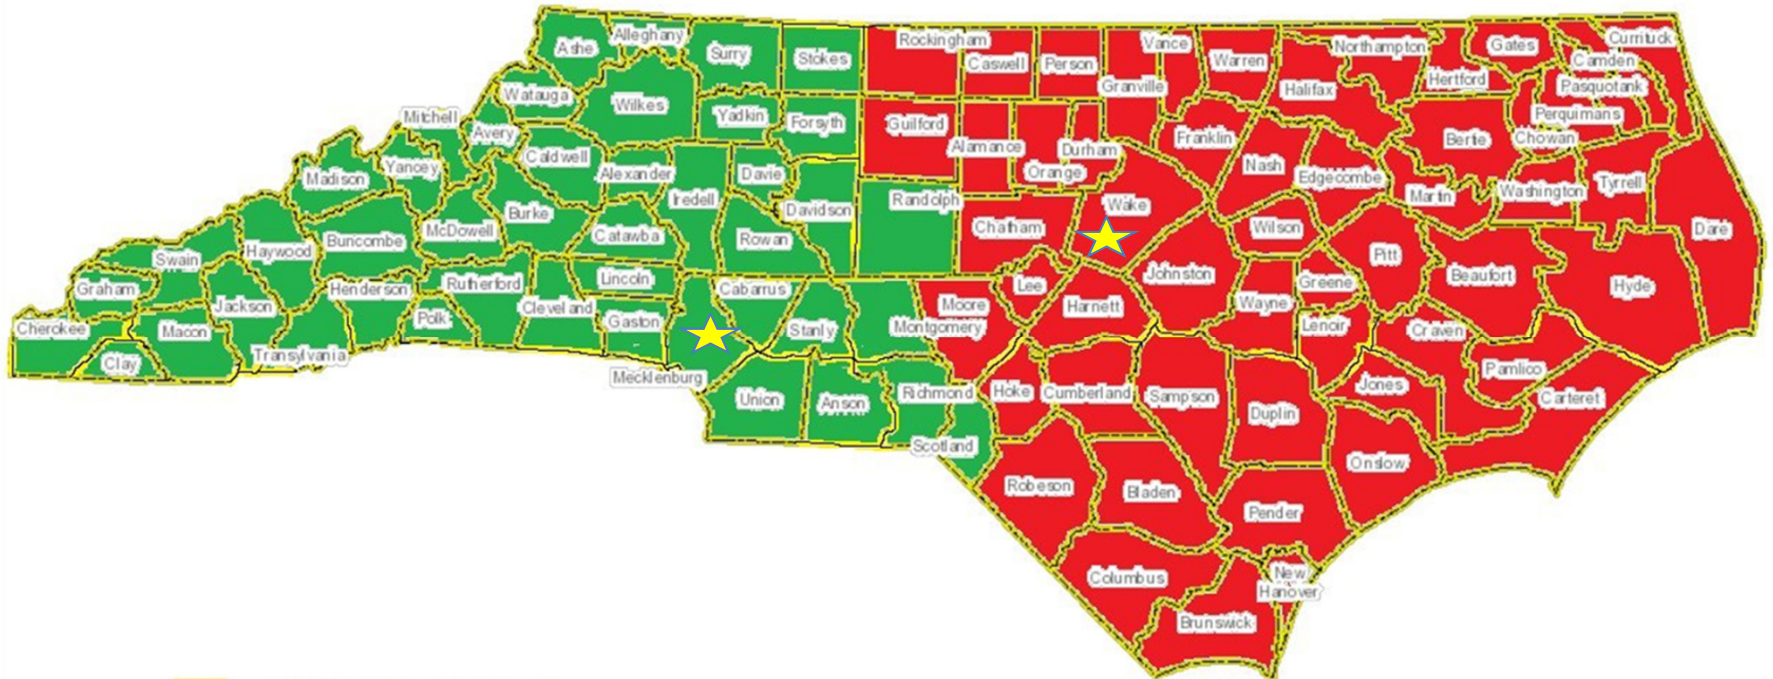 Ashe
Alleghany
Surry
Stokes
Rockingham
Caswell
Person
Vance
Granville
Warren
Northampton
Halifax
Hertford
Gates
Currituck
Camden
Pasquotank
Perquimans
Chowan
Bertie
Watauga
Wilkes
Yadkin
Forsyth
Guilford
Alamance
Orange
Durham
Franklin
Nash
Edgecombe
Martin
Washington
Tyrrell
Dare
Mitchell
Avery
Caldwell
Alexander
Iredell
Davie
Davidson
Randolph
Chatham
Wake
Wilson
Pitt
Beaufort
Hyde
Madison
Yancey
Burke
McDowell
Buncombe
Haywood
Swain
Graham
Cherokee
Clay
Macon
Jackson
Transylvania
Henderson
Polk
Rutherford
Cleveland
Catawba
Lincoln
Gaston
Rowan
Cabarrus
Stanly
Mecklenburg
Union
Anson
Montgomery
Moore
Richmond
Scotland
Lee
Harnett
Johnston
Wayne
Greene
Lenoir
Craven
Pamlico
Jones
Carteret
Hoke
Cumberland
Sampson
Duplin
Onslow
Robeson
Bladen
Pender
Columbus
New
Hanover
Brunswick